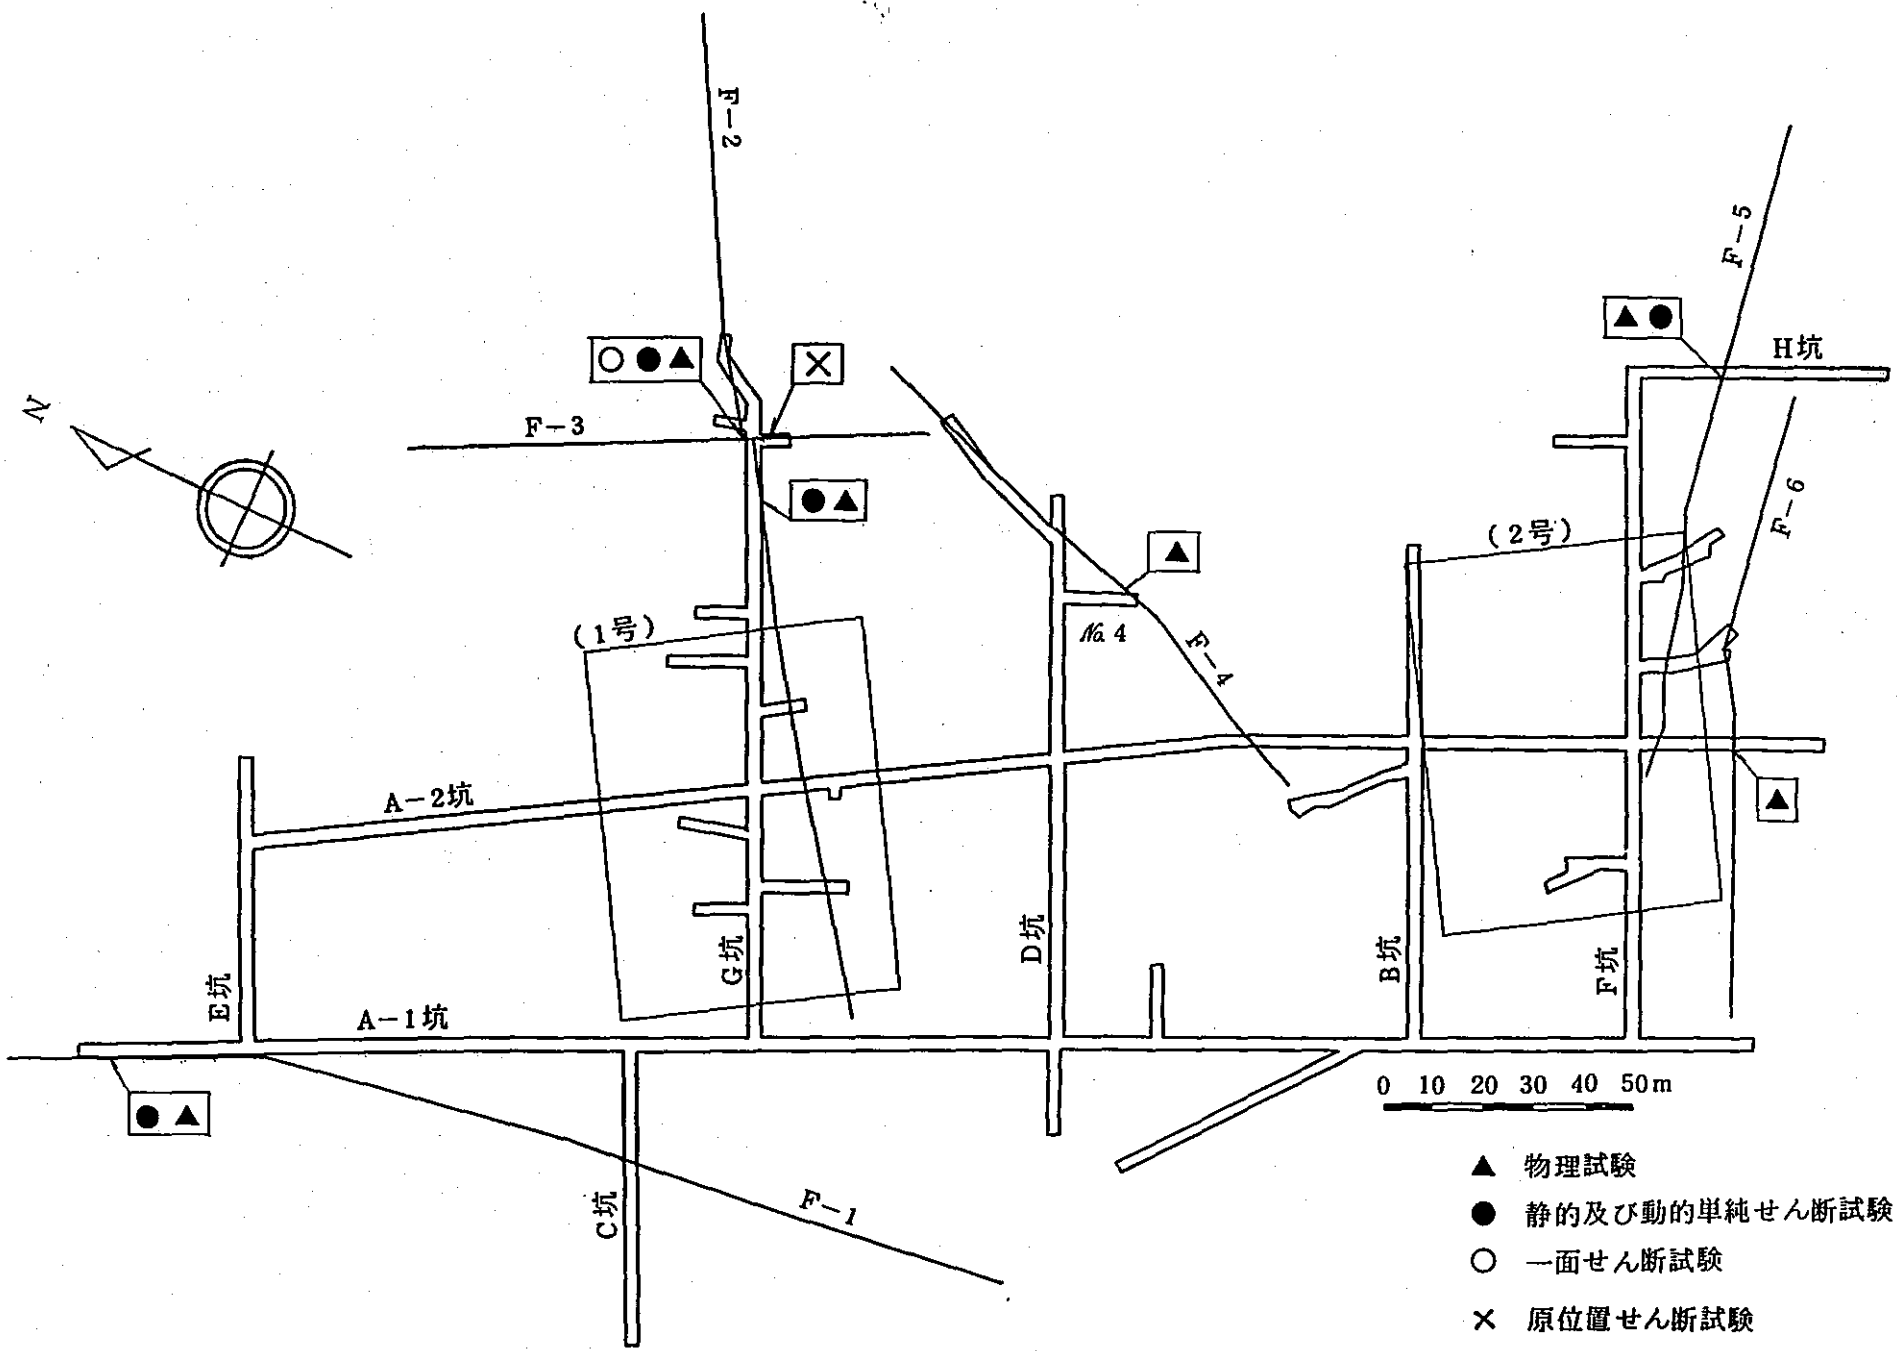 F-2
F-5
H坑
F-3
N
F-6
(2号)
(1号)
No.4
F-4
A-2坑
D坑
G坑
B坑
F坑
E坑
A-1坑
0 10 20 30 40 50m
F-1
C坑
▲ 物理試験
● 静的及び動的単純せん断試験
○ 一面せん断試験
× 原位置せん断試験